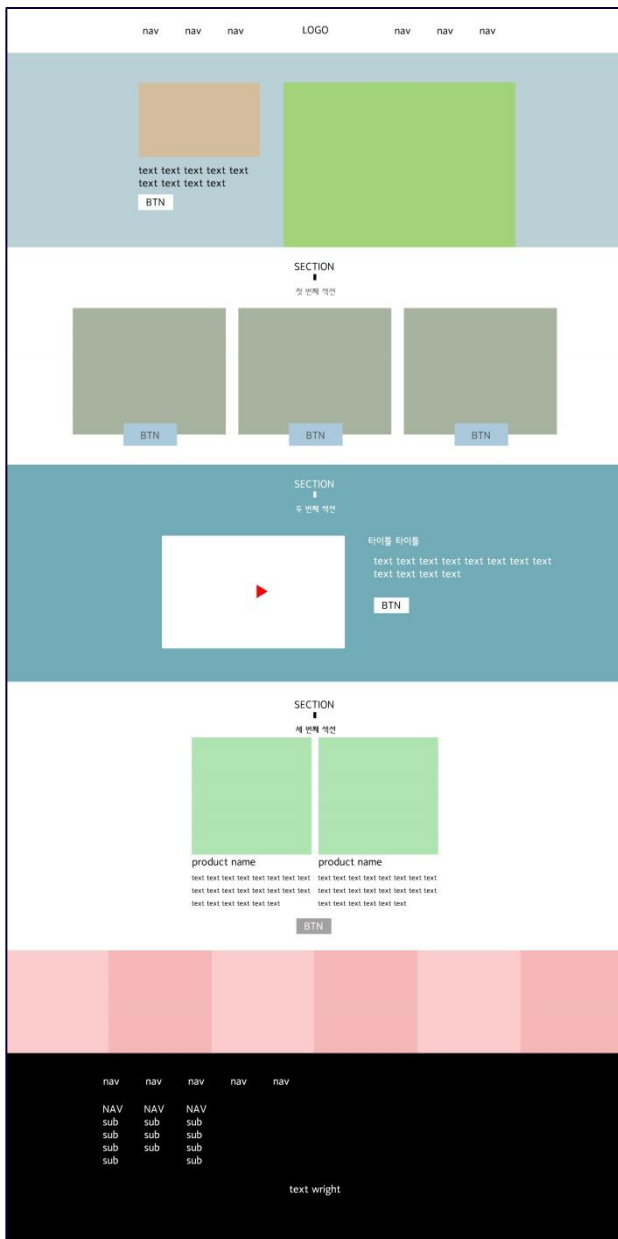 nav nav nav LOGO nav nav nav
text text text text text
text text text text
BTN
SECTION
첫 번째 섹션
BTN BTN BTN
SECTION
두 번째 섹션
타이틀 타이틀
text text text text text text text text
text text text text
BTN
SECTION
세 번째 섹션
product name
text text text text text text text text
text text text text text text text text
text text text text text text
product name
text text text text text text text text
text text text text text text text text
text text text text text text
BTN
nav nav nav nav nav
NAV NAV NAV
sub sub sub
sub sub sub
sub sub sub
sub sub
text wright